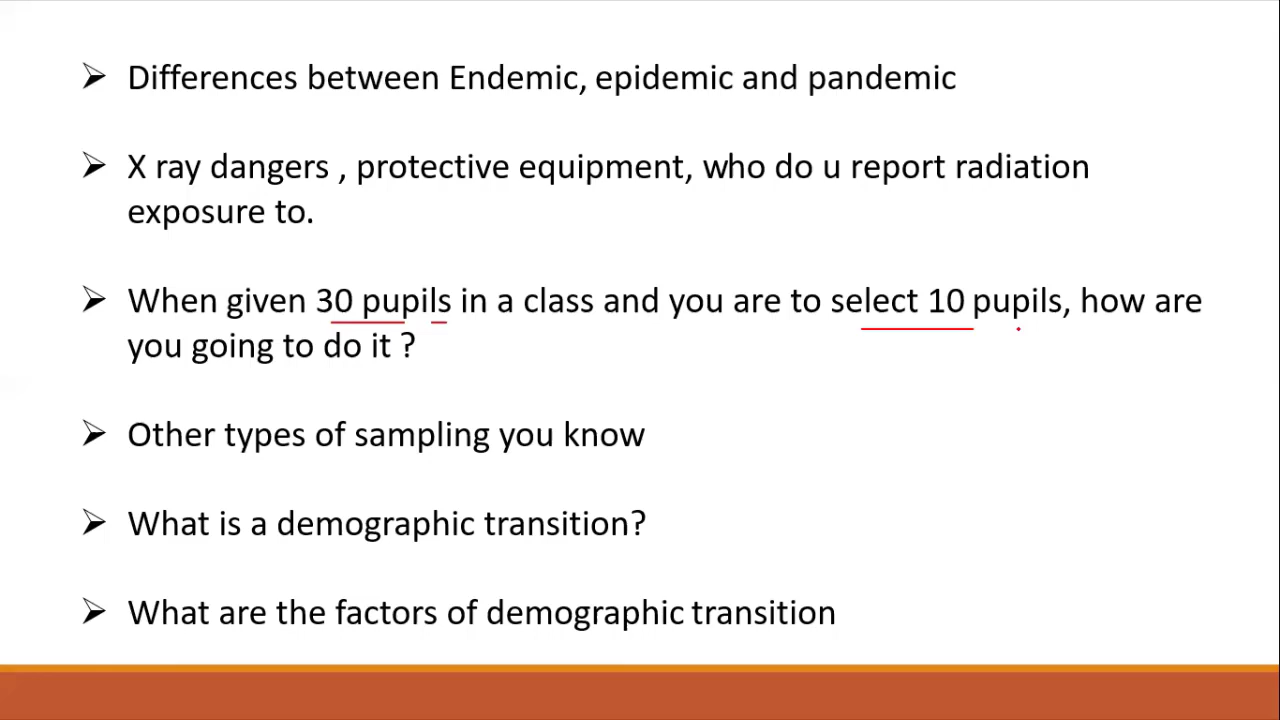 ➢ Differences between Endemic, epidemic and pandemic
➢ X ray dangers , protective equipment, who do u report radiation
exposure to.
➢ When given 30 pupils in a class and you are to select 10 pupils, how are
you going to do it ?
➢ Other types of sampling you know
➢ What is a demographic transition?
➢ What are the factors of demographic transition